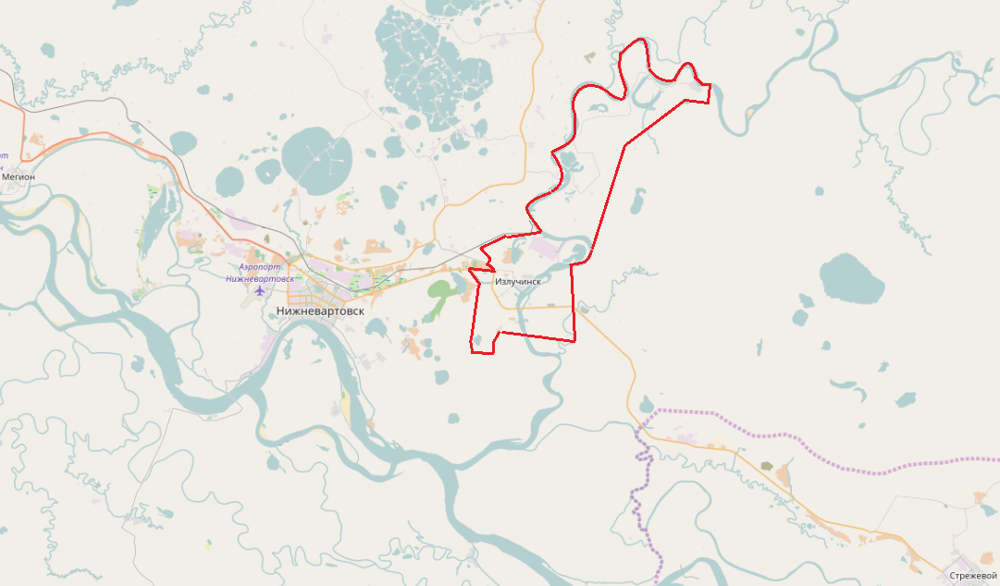 Мегион
Аэропорт
Нижневартовск
Излучинск
Нижневартовск
Стрежевой